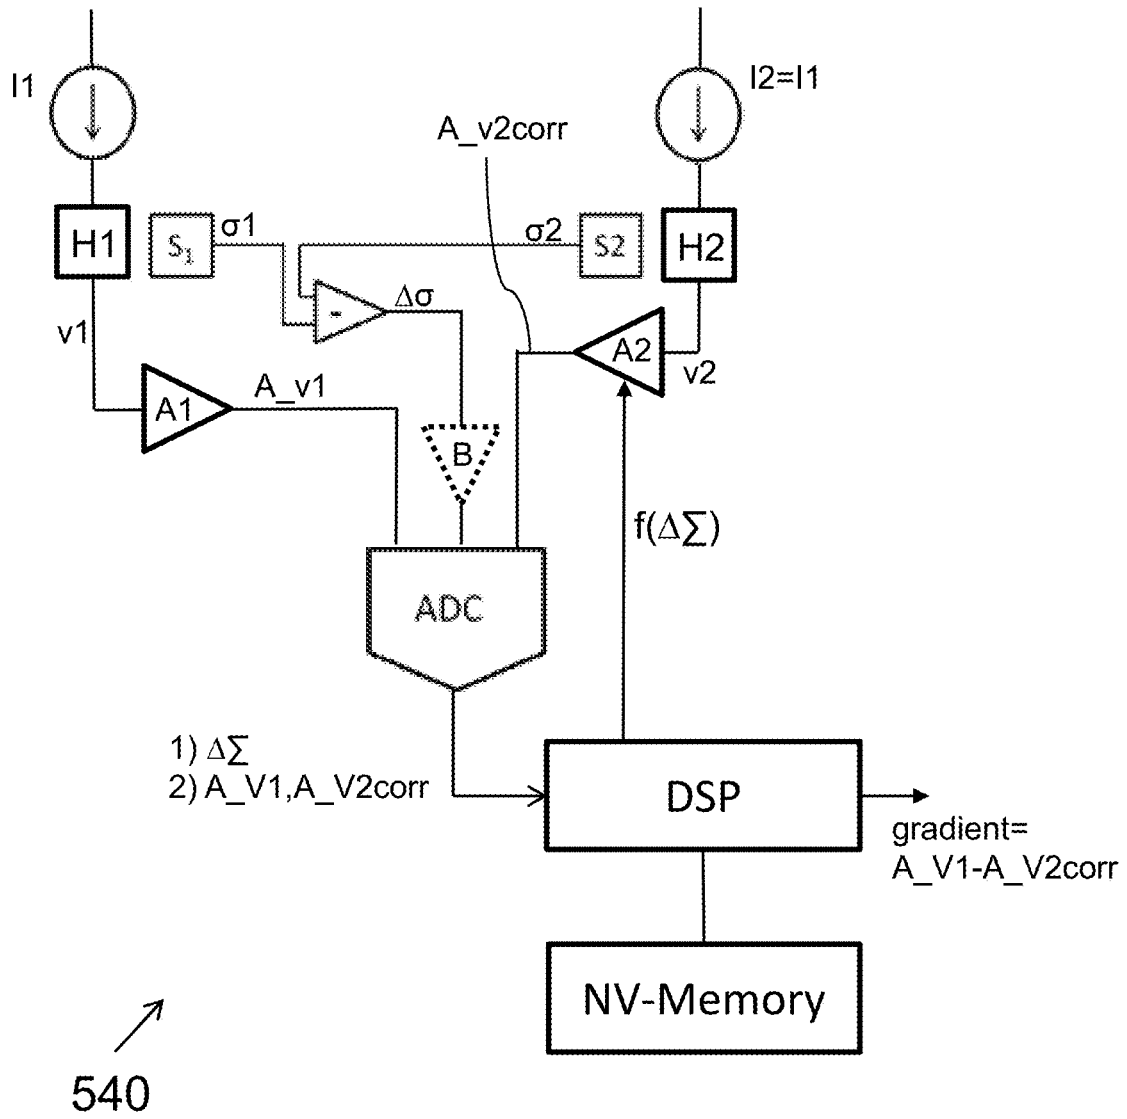 I1
I2=I1
A_v2corr
H1
S1
σ1
σ2
S2
H2
-
Δσ
v1
A2
v2
A1
A_v1
B
f(Δ∑)
ADC
1) Δ∑
2) A_V1,A_V2corr
DSP
gradient=
A_V1-A_V2corr
NV-Memory
540